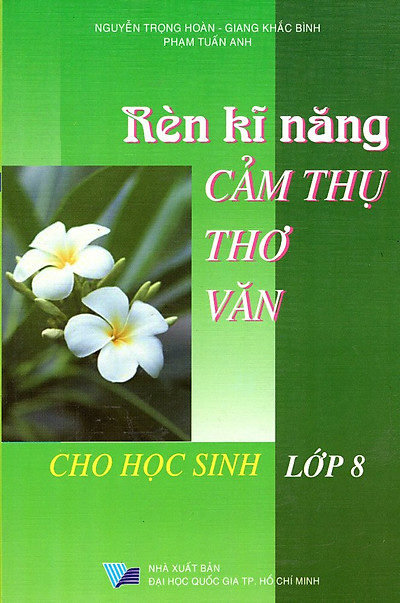 NGUYỄN TRỌNG HOÀN - GIANG KHẮC BÌNH
PHẠM TUẤN ANH
Rèn kĩ năng
CẢM THỤ
THƠ
VĂN
CHO HỌC SINH LỚP 8
NHÀ XUẤT BẢN
ĐẠI HỌC QUỐC GIA TP. HỒ CHÍ MINH